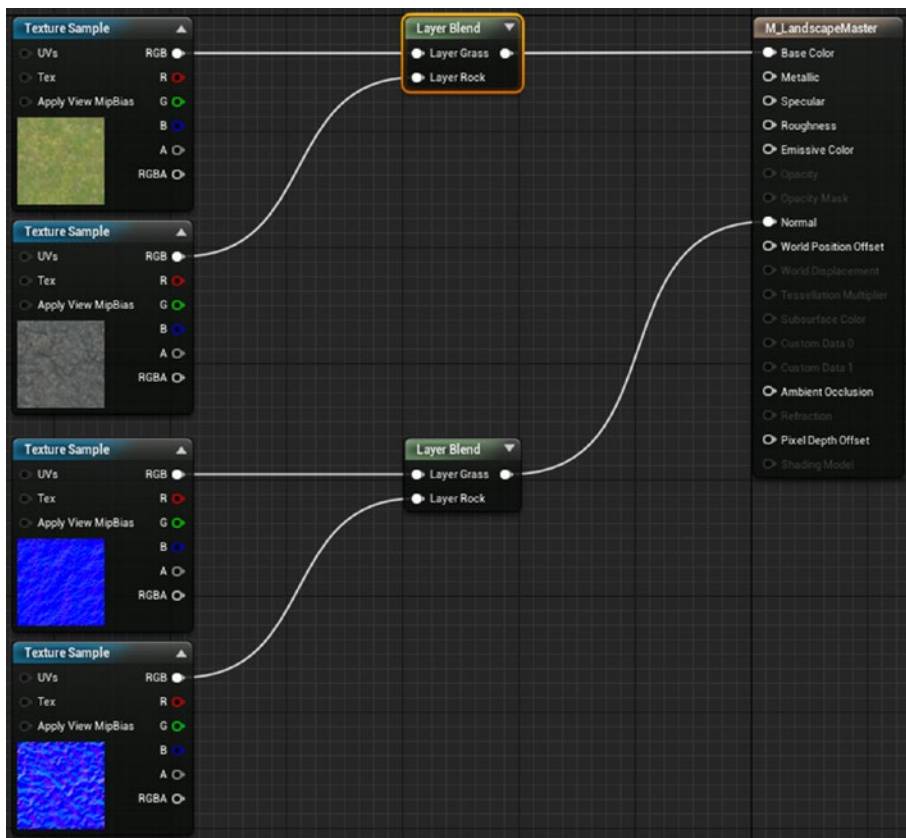 Texture Sample
UVs RGB
Tex R
Apply View MipBias G
B
A
RGBA
Texture Sample
UVs RGB
Tex R
Apply View MipBias G
B
A
RGBA
Texture Sample
UVs RGB
Tex R
Apply View MipBias G
B
A
RGBA
Texture Sample
UVs RGB
Tex R
Apply View MipBias G
B
A
RGBA
Layer Blend
Layer Grass
Layer Rock
Layer Blend
Layer Grass
Layer Rock
M_LandscapeMaster
Base Color
Metallic
Specular
Roughness
Emissive Color
Opacity
Opacity Mask
Normal
World Position Offset
World Displacement
Tessellation Multiplier
Subsurface Color
Custom Data 0
Custom Data 1
Ambient Occlusion
Refraction
Pixel Depth Offset
Shading Model